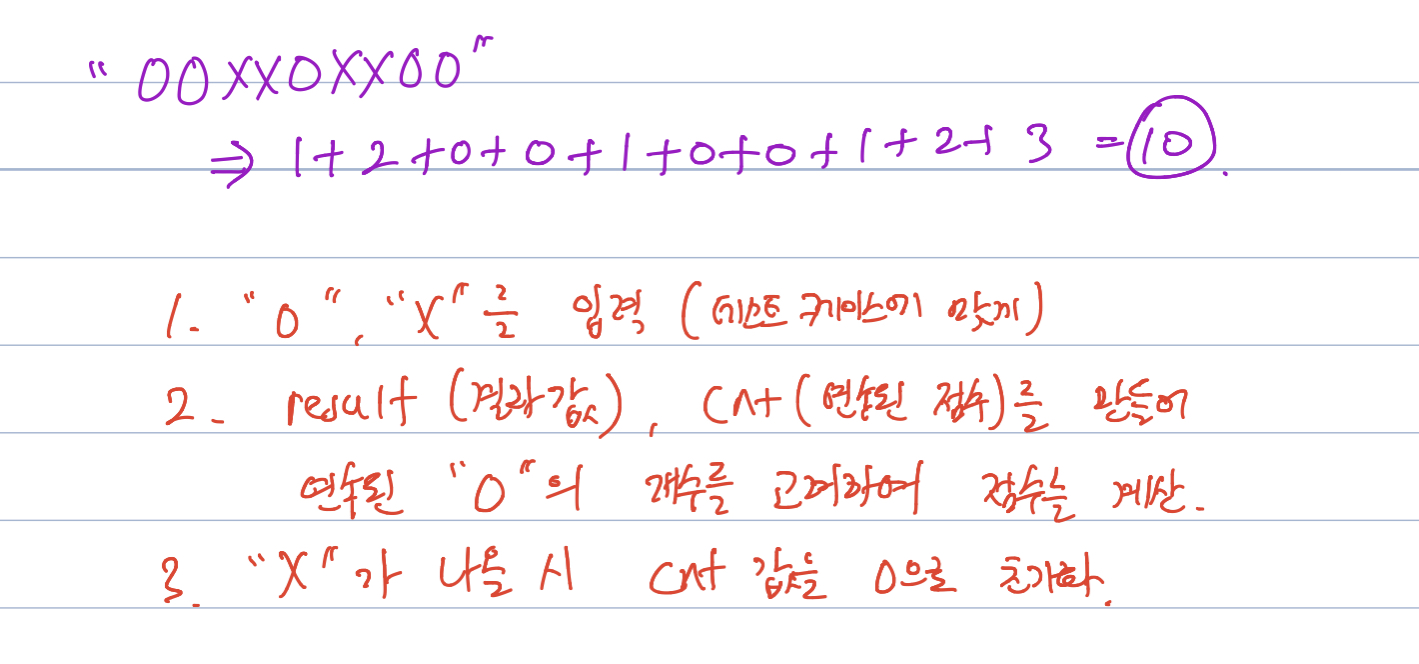 "OOXXOXXOO"
⇒ 1+2+0+0+1+0+0+1+2+3 = 10.
1. "O", "X"를 입력 (테스트 케이스에 맞게)
2. result (결과값), cnt (연속된 점수)를 만들어
연속된 "O"의 개수를 고려하여 점수를 계산.
3. "X"가 나올 시 cnt 값을 0으로 초기화.